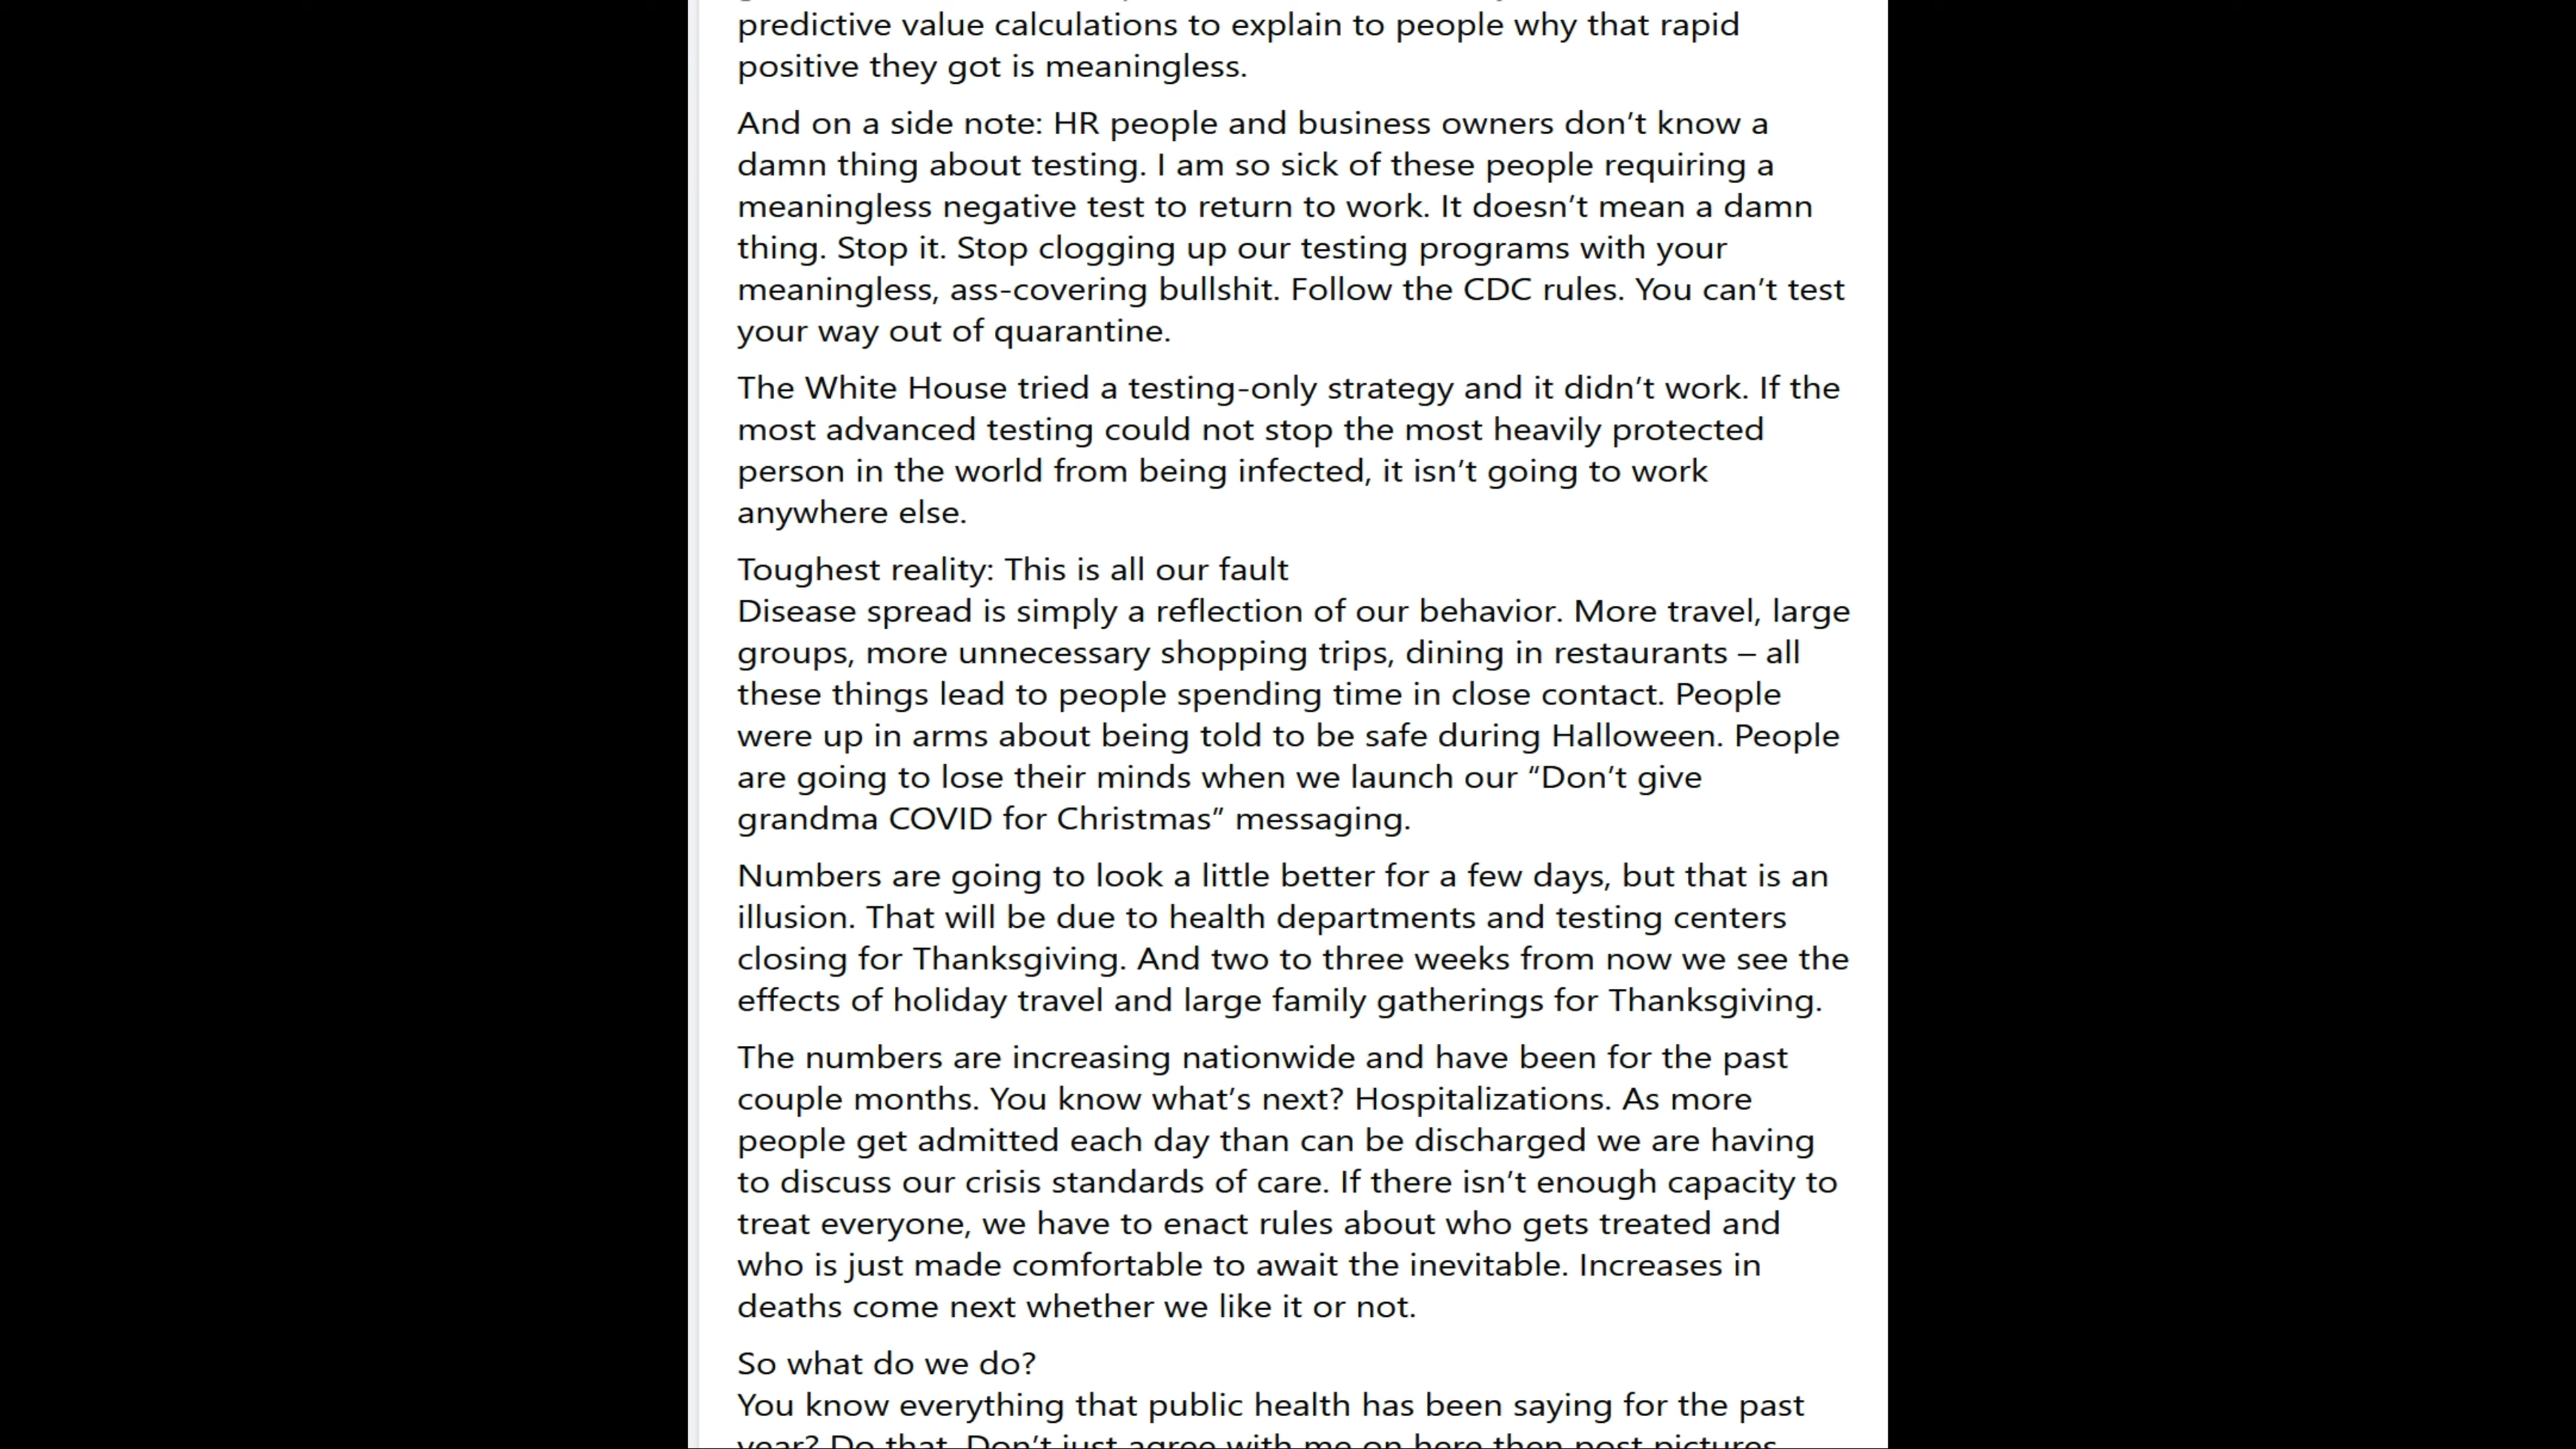 predictive value calculations to explain to people why that rapid
positive they got is meaningless.
And on a side note: HR people and business owners don’t know a
damn thing about testing. I am so sick of these people requiring a
meaningless negative test to return to work. It doesn’t mean a damn
thing. Stop it. Stop clogging up our testing programs with your
meaningless, ass-covering bullshit. Follow the CDC rules. You can’t test
your way out of quarantine.
The White House tried a testing-only strategy and it didn’t work. If the
most advanced testing could not stop the most heavily protected
person in the world from being infected, it isn’t going to work
anywhere else.
Toughest reality: This is all our fault
Disease spread is simply a reflection of our behavior. More travel, large
groups, more unnecessary shopping trips, dining in restaurants – all
these things lead to people spending time in close contact. People
were up in arms about being told to be safe during Halloween. People
are going to lose their minds when we launch our “Don’t give
grandma COVID for Christmas” messaging.
Numbers are going to look a little better for a few days, but that is an
illusion. That will be due to health departments and testing centers
closing for Thanksgiving. And two to three weeks from now we see the
effects of holiday travel and large family gatherings for Thanksgiving.
The numbers are increasing nationwide and have been for the past
couple months. You know what’s next? Hospitalizations. As more
people get admitted each day than can be discharged we are having
to discuss our crisis standards of care. If there isn’t enough capacity to
treat everyone, we have to enact rules about who gets treated and
who is just made comfortable to await the inevitable. Increases in
deaths come next whether we like it or not.
So what do we do?
You know everything that public health has been saying for the past
year? Do that. Don’t just agree with me on here then post pictures